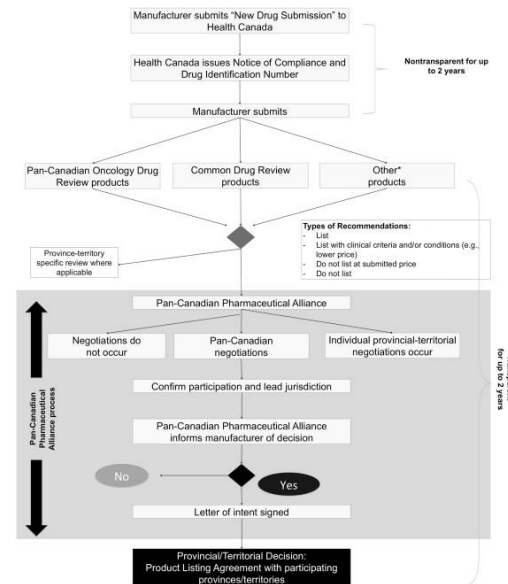 Manufacturer submits “New Drug Submission” to
Health Canada
Nontransparent for up
to 2 years
Health Canada issues Notice of Compliance and
Drug Identification Number
Manufacturer submits
Pan-Canadian Oncology Drug
Review products
Common Drug Review
products
Other*
products
Types of Recommendations:
- List
- List with clinical criteria and/or conditions (e.g.,
lower price)
- Do not list at submitted price
- Do not list
Province-territory
specific review where
applicable
Pan-Canadian Pharmaceutical Alliance
Negotiations do
not occur
Pan-Canadian
negotiations
Individual provincial-territorial
negotiations occur
Pan-Canadian
Pharmaceutical
Alliance process
for up to 2 years
Confirm participation and lead jurisdiction
Pan-Canadian Pharmaceutical Alliance
informs manufacturer of decision
No
Yes
Letter of intent signed
Provincial/Territorial Decision:
Product Listing Agreement with participating
provinces/territories